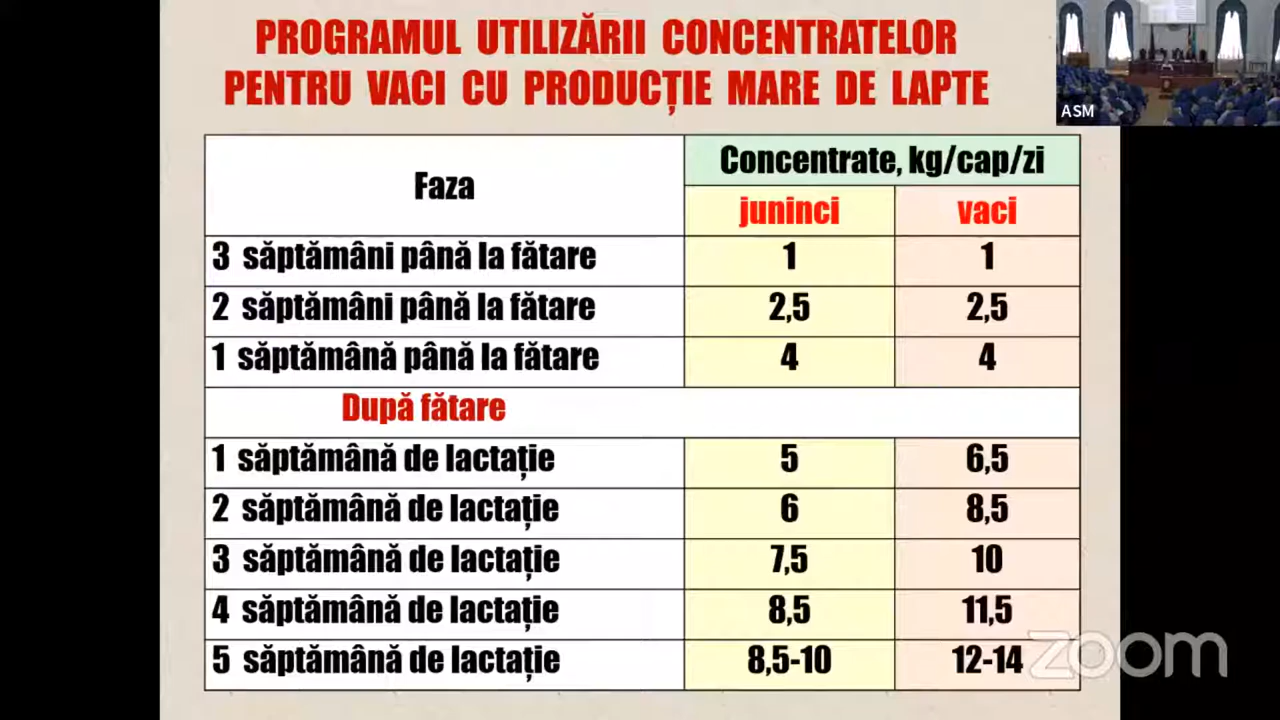 PROGRAMUL UTILIZĂRII CONCENTRATELOR
PENTRU VACI CU PRODUCȚIE MARE DE LAPTE
ASM
Faza
Concentrate, kg/cap/zi
juninci vaci
3 săptămâni până la fătare 1 1
2 săptămâni până la fătare 2,5 2,5
1 săptămână până la fătare 4 4
După fătare
1 săptămână de lactație 5 6,5
2 săptămână de lactație 6 8,5
3 săptămână de lactație 7,5 10
4 săptămână de lactație 8,5 11,5
5 săptămână de lactație 8,5-10 12-14
zoom